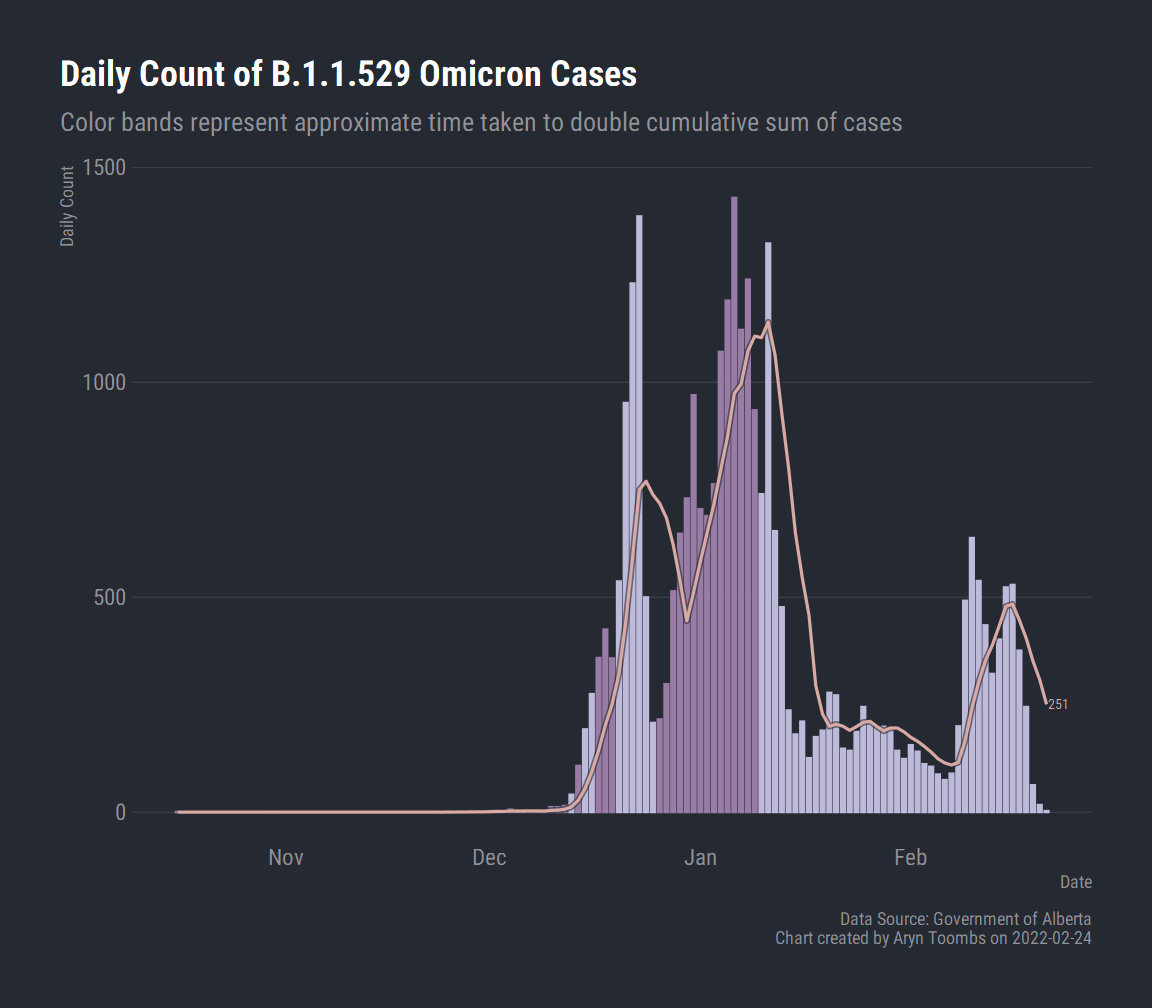 Daily Count of B.1.1.529 Omicron Cases
Color bands represent approximate time taken to double cumulative sum of cases
Daily Count
1500
1000
500
0
251
Nov Dec Jan Feb
Date
Data Source: Government of Alberta
Chart created by Aryn Toombs on 2022-02-24